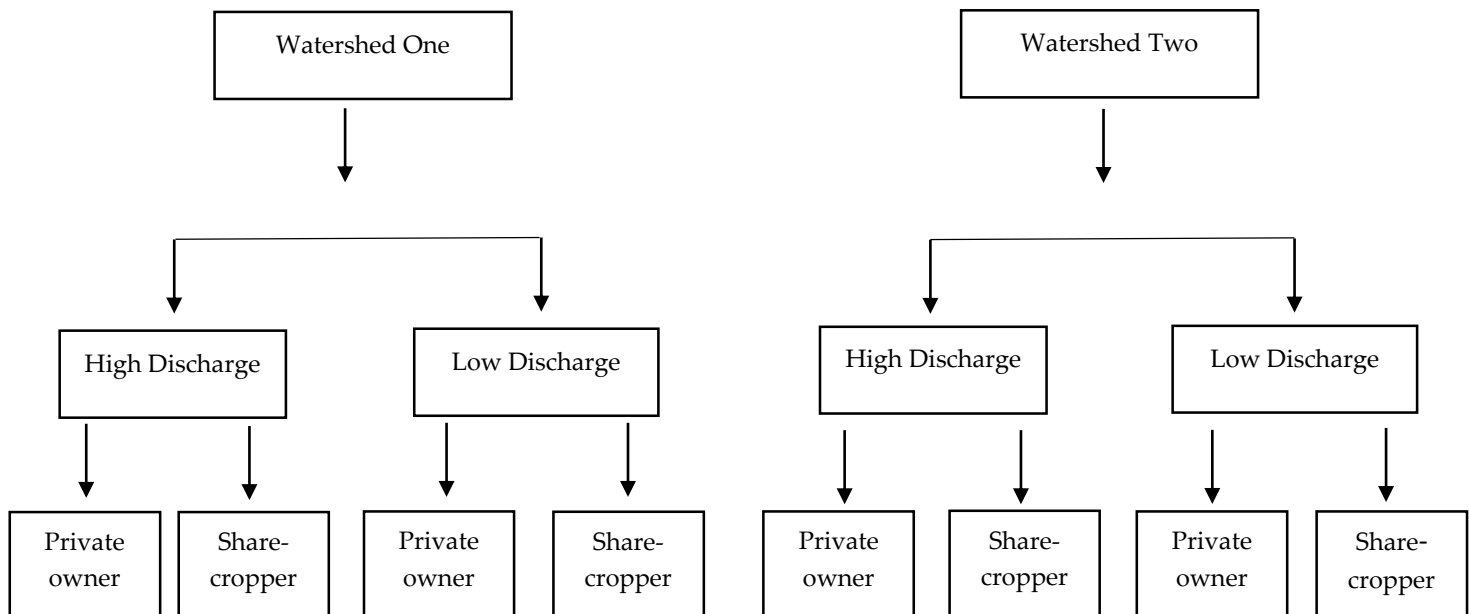 Watershed One
Watershed Two
High Discharge
Low Discharge
High Discharge
Low Discharge
Private
owner
Share-
cropper
Private
owner
Share-
cropper
Private
owner
Share-
cropper
Private
owner
Share-
cropper